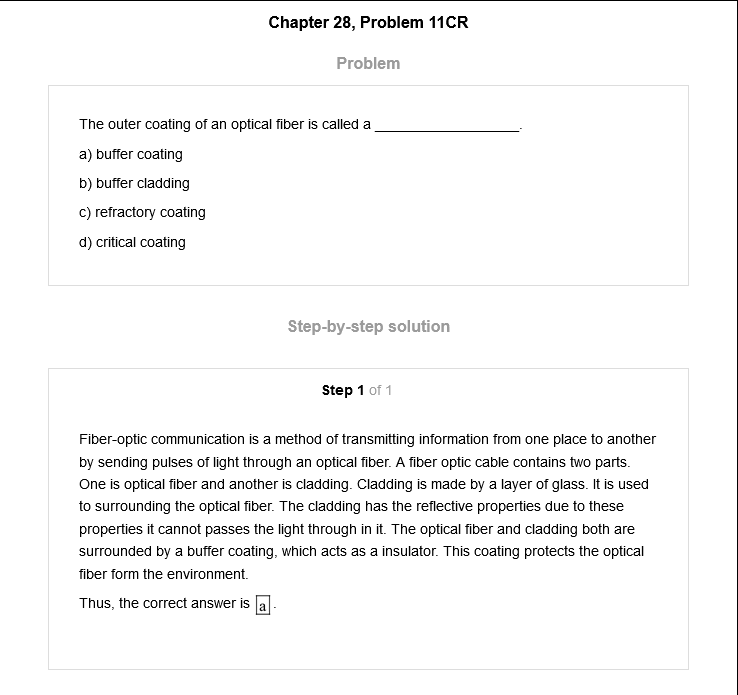 Chapter 28, Problem 11CR
Problem
The outer coating of an optical fiber is called a ___________________.
a) buffer coating
b) buffer cladding
c) refractory coating
d) critical coating
Step-by-step solution
Step 1 of 1
Fiber-optic communication is a method of transmitting information from one place to another
by sending pulses of light through an optical fiber. A fiber optic cable contains two parts.
One is optical fiber and another is cladding. Cladding is made by a layer of glass. It is used
to surrounding the optical fiber. The cladding has the reflective properties due to these
properties it cannot passes the light through in it. The optical fiber and cladding both are
surrounded by a buffer coating, which acts as a insulator. This coating protects the optical
fiber form the environment.
Thus, the correct answer is a.